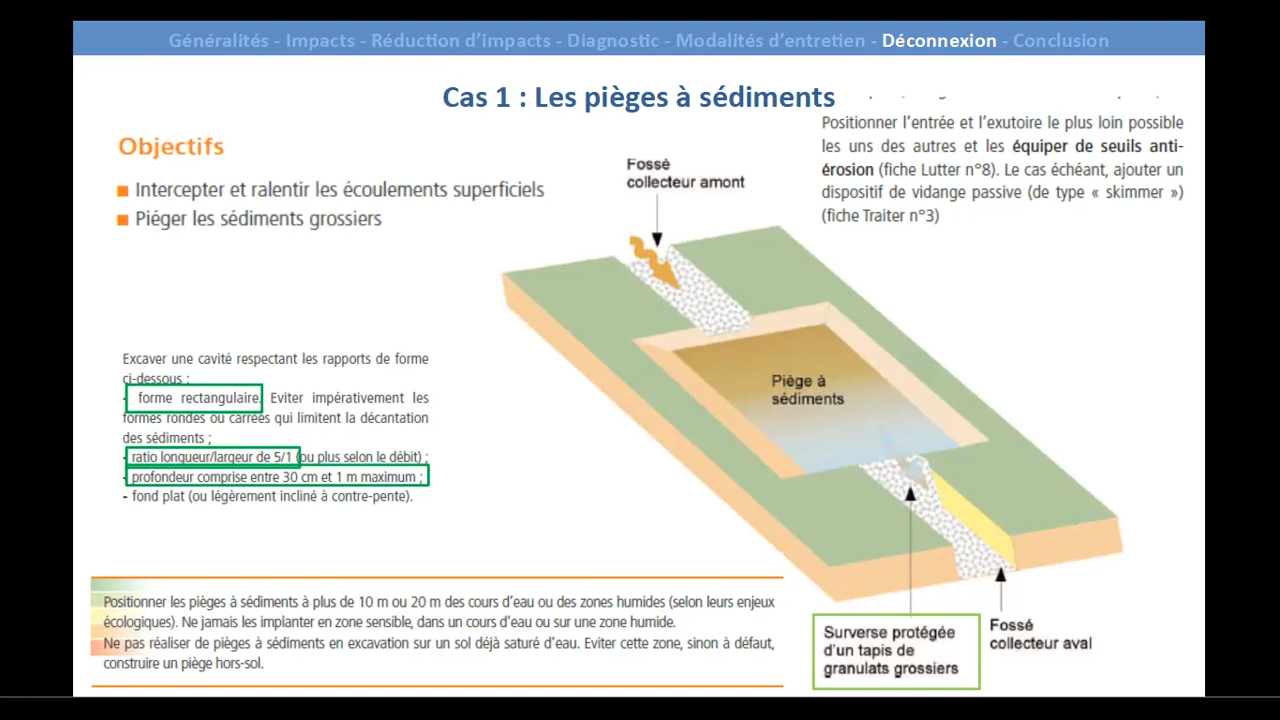 Généralités - Impacts - Réduction d'impacts - Diagnostic - Modalités d'entretien - Déconnexion - Conclusion
Cas 1 : Les pièges à sédiments
Objectifs
■ Intercepter et ralentir les écoulements superficiels
■ Piéger les sédiments grossiers
Positionner l'entrée et l'exutoire le plus loin possible
les uns des autres et les équiper de seuils anti-
érosion (fiche Lutter n°8). Le cas échéant, ajouter un
dispositif de vidange passive (de type « skimmer »)
(fiche Traiter n°3)
Fossé
collecteur amont
Piège à
sédiments
Excaver une cavité respectant les rapports de forme
ci-dessous :
- forme rectangulaire. Eviter impérativement les
formes rondes ou carrées qui limitent la décantation
des sédiments ;
- ratio longueur/largeur de 5/1 (ou plus selon le débit) ;
- profondeur comprise entre 30 cm et 1 m maximum ;
- fond plat (ou légèrement incliné à contre-pente).
Positionner les pièges à sédiments à plus de 10 m ou 20 m des cours d'eau ou des zones humides (selon leurs enjeux
écologiques). Ne jamais les implanter en zone sensible, dans un cours d'eau ou sur une zone humide.
Ne pas réaliser de pièges à sédiments en excavation sur un sol déjà saturé d'eau. Eviter cette zone, sinon à défaut,
construire un piège hors-sol.
Surverse protégée
d'un tapis de
granulats grossiers
Fossé
collecteur aval